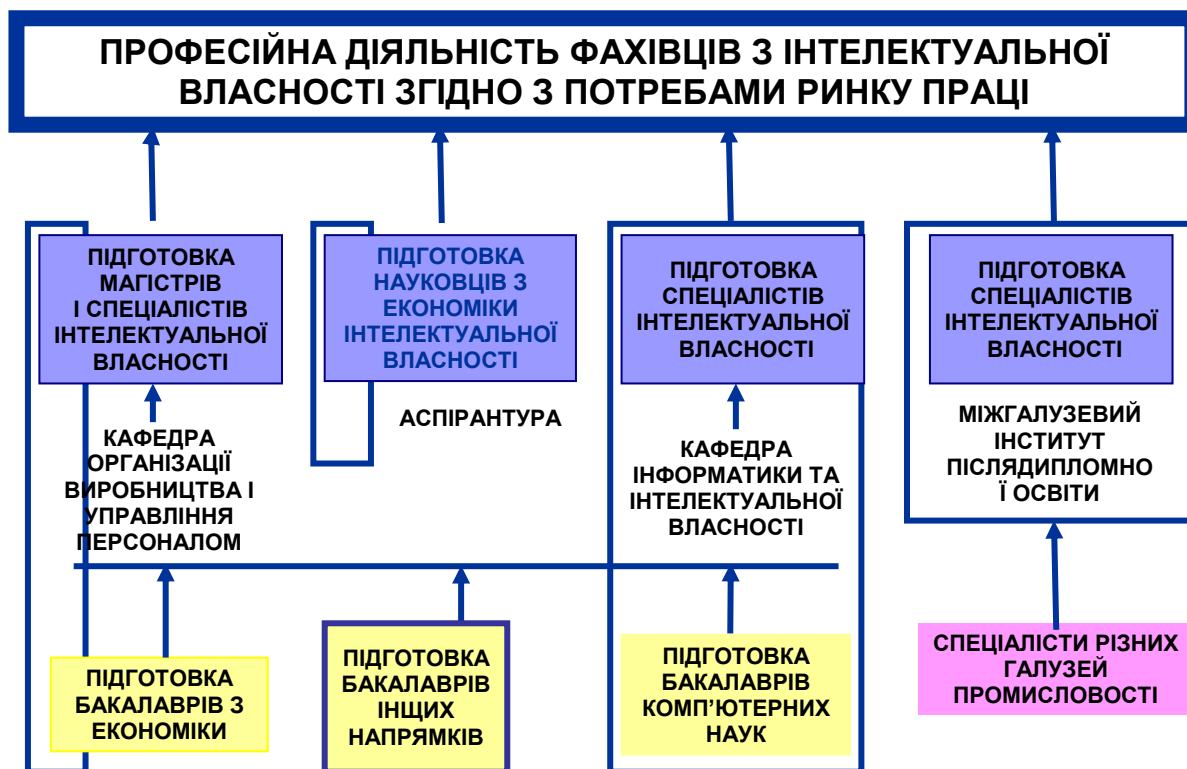 ПРОФЕСІЙНА ДІЯЛЬНІСТЬ ФАХІВЦІВ З ІНТЕЛЕКТУАЛЬНОЇ
ВЛАСНОСТІ ЗГІДНО З ПОТРЕБАМИ РИНКУ ПРАЦІ
ПІДГОТОВКА
МАГІСТРІВ
І СПЕЦІАЛІСТІВ
ІНТЕЛЕКТУАЛЬНОЇ
ВЛАСНОСТІ
ПІДГОТОВКА
НАУКОВЦІВ З
ЕКОНОМІКИ
ІНТЕЛЕКТУАЛЬНОЇ
ВЛАСНОСТІ
ПІДГОТОВКА
СПЕЦІАЛІСТІВ
ІНТЕЛЕКТУАЛЬНОЇ
ВЛАСНОСТІ
ПІДГОТОВКА
СПЕЦІАЛІСТІВ
ІНТЕЛЕКТУАЛЬНОЇ
ВЛАСНОСТІ
КАФЕДРА
ОРГАНІЗАЦІЇ
ВИРОБНИЦТВА І
УПРАВЛІННЯ
ПЕРСОНАЛОМ
АСПІРАНТУРА
КАФЕДРА
ІНФОРМАТИКИ ТА
ІНТЕЛЕКТУАЛЬНОЇ
ВЛАСНОСТІ
МІЖГАЛУЗЕВИЙ
ІНСТИТУТ
ПІСЛЯДИПЛОМНО
Ї ОСВІТИ
ПІДГОТОВКА
БАКАЛАВРІВ З
ЕКОНОМІКИ
ПІДГОТОВКА
БАКАЛАВРІВ
ІНЩИХ
НАПРЯМКІВ
ПІДГОТОВКА
БАКАЛАВРІВ
КОМП’ЮТЕРНИХ
НАУК
СПЕЦІАЛІСТИ РІЗНИХ
ГАЛУЗЕЙ
ПРОМИСЛОВОСТІ